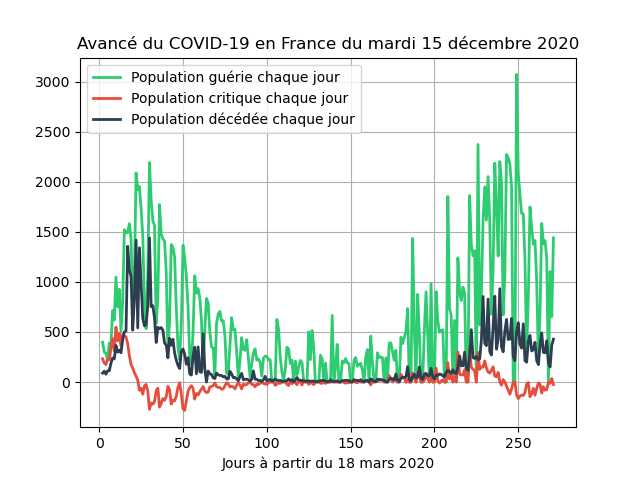 Avancé du COVID-19 en France du mardi 15 décembre 2020
Population guérie chaque jour
Population critique chaque jour
Population décédée chaque jour
3000
2500
2000
1500
1000
500
0
0 50 100 150 200 250
Jours à partir du 18 mars 2020